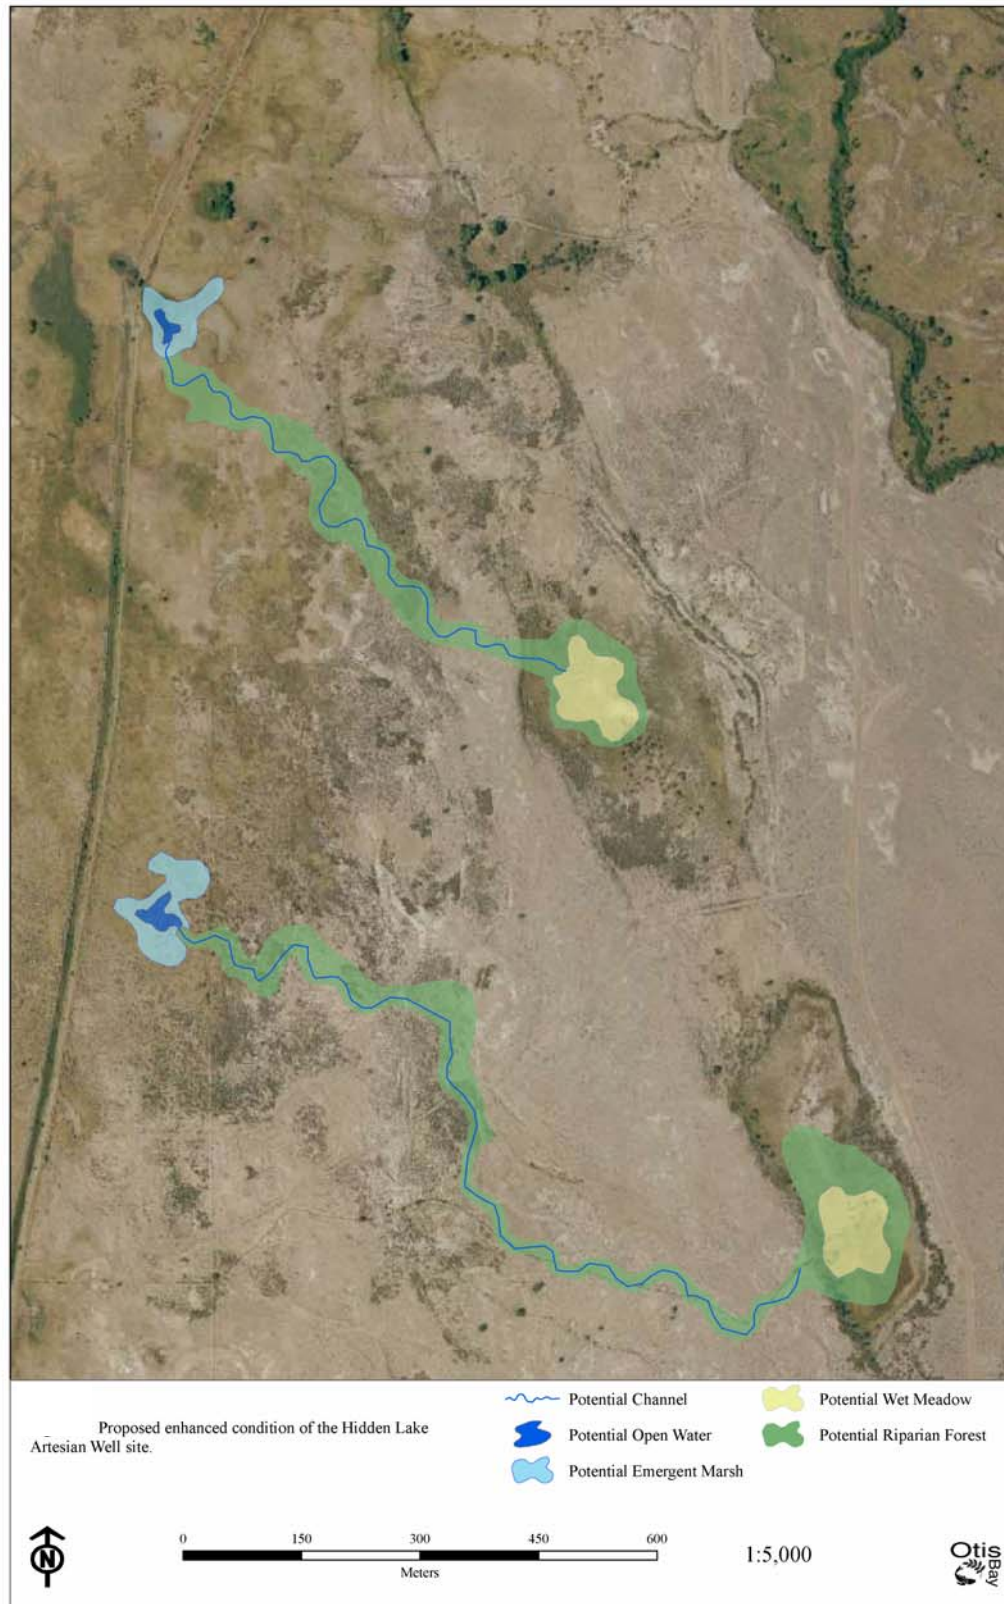 Proposed enhanced condition of the Hidden Lake
Artesian Well site.
Potential Channel
Potential Open Water
Potential Emergent Marsh
Potential Wet Meadow
Potential Riparian Forest
N
0 150 300 450 600
Meters
1:5,000
Otis
Bay